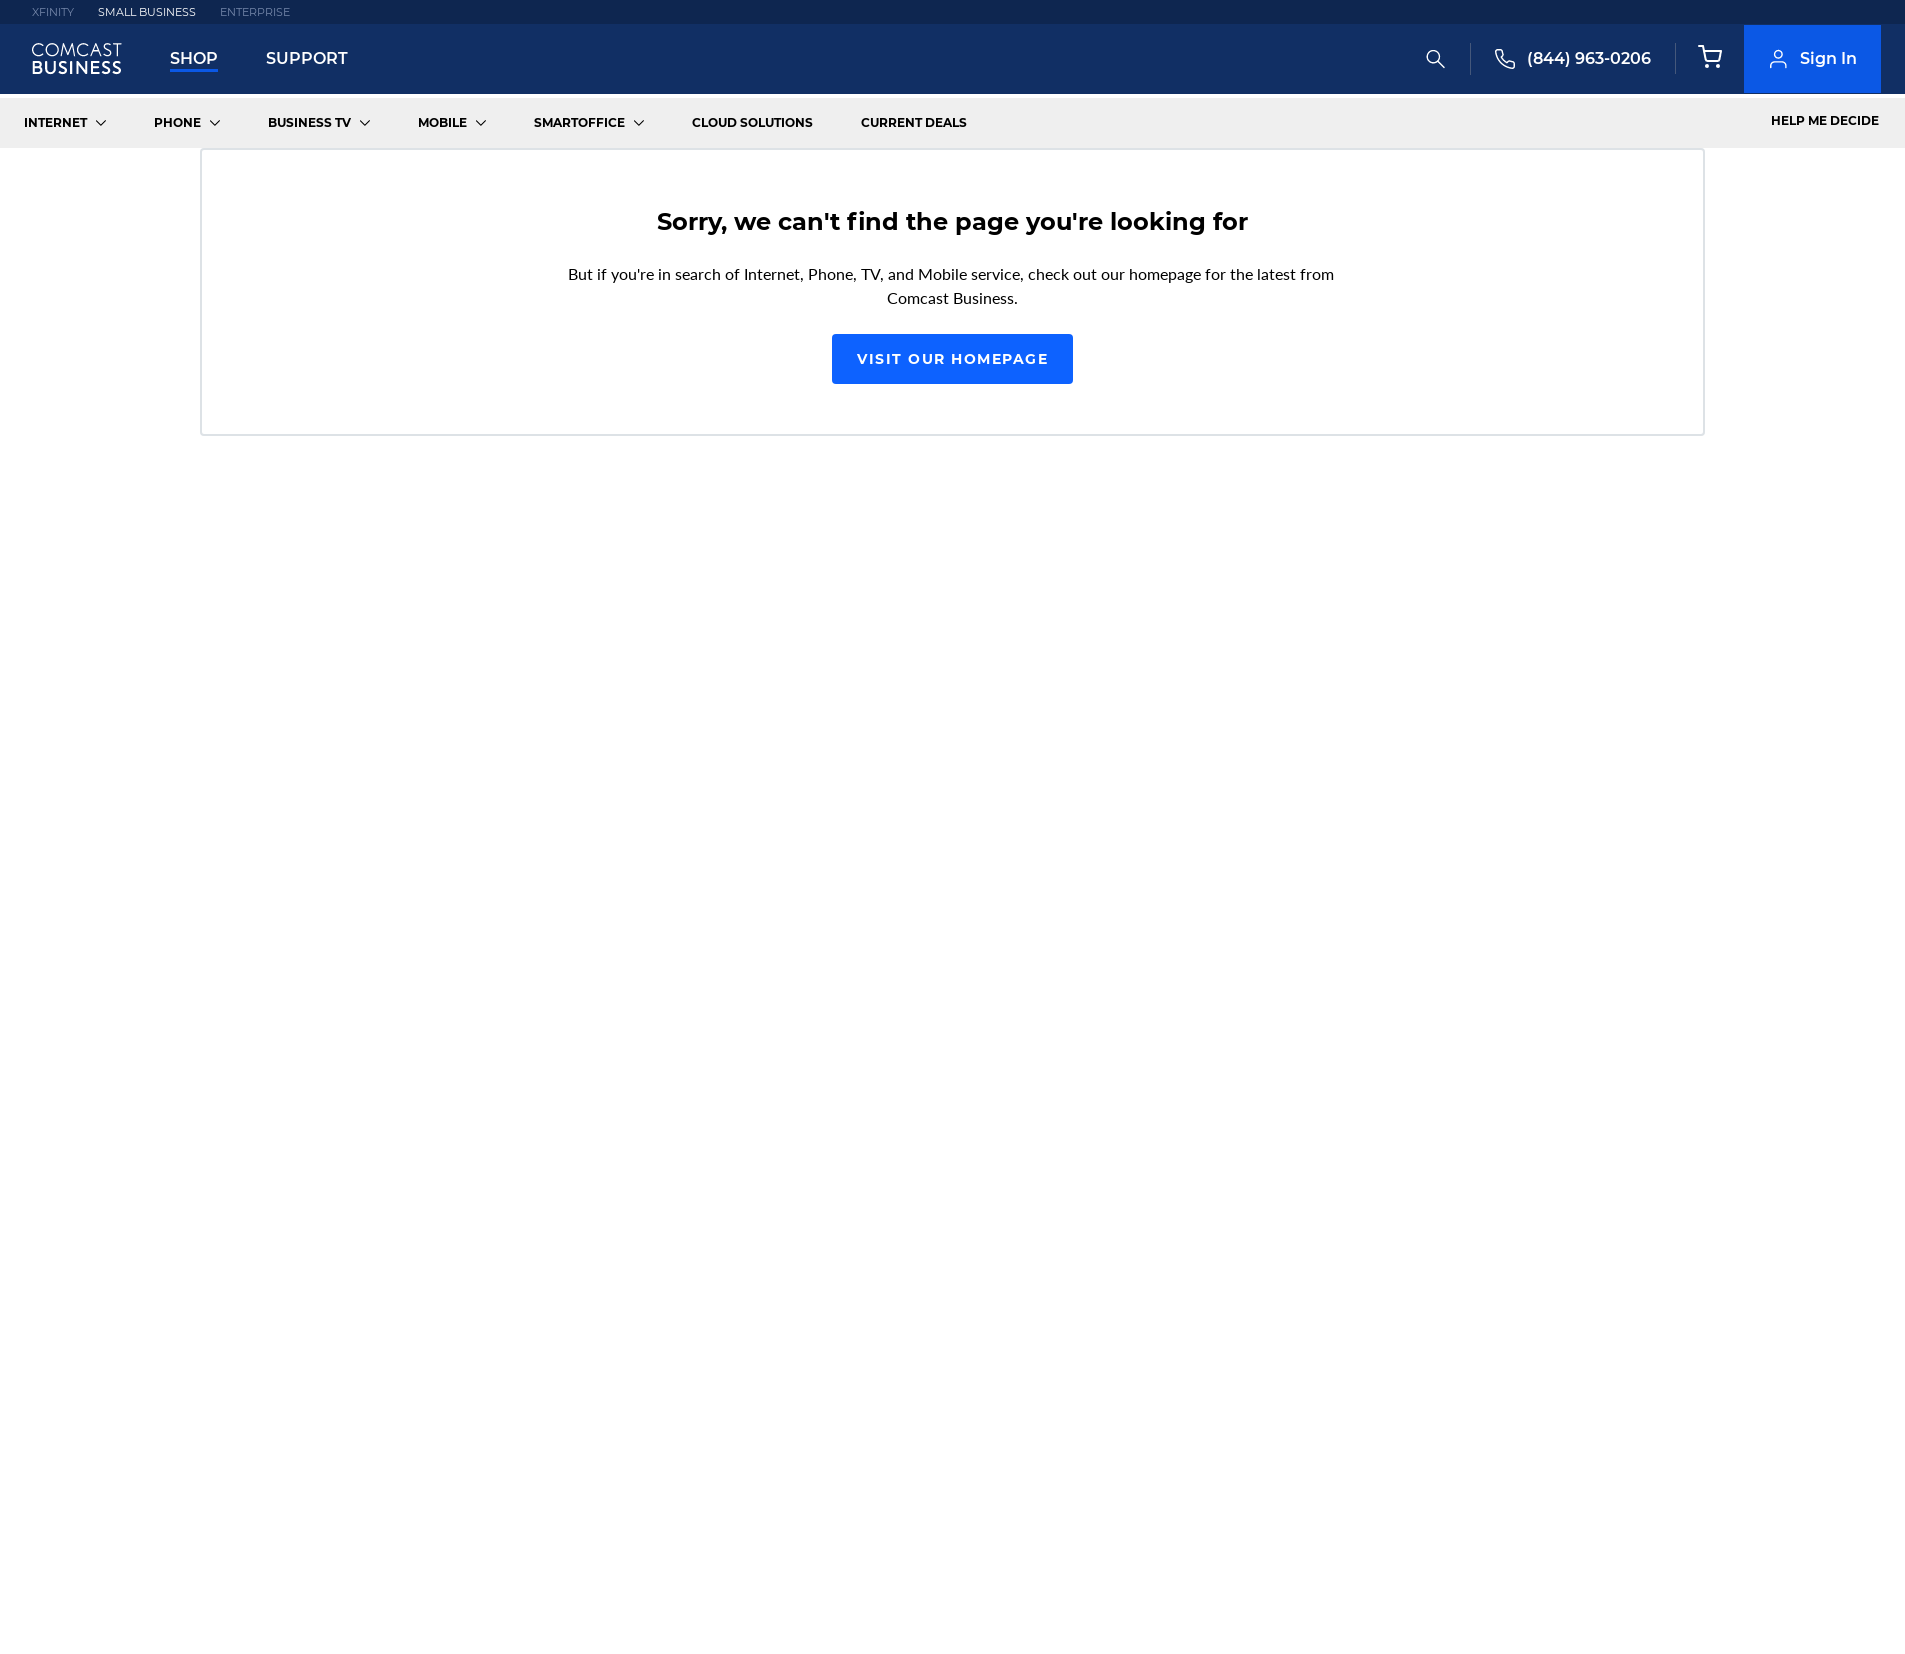 XFINITY SMALL BUSINESS ENTERPRISE
COMCAST
BUSINESS
SHOP SUPPORT (844) 963-0206 Sign In
INTERNET PHONE BUSINESS TV MOBILE SMARTOFFICE CLOUD SOLUTIONS CURRENT DEALS HELP ME DECIDE
Sorry, we can't find the page you're looking for
But if you're in search of Internet, Phone, TV, and Mobile service, check out our homepage for the latest from
Comcast Business.
VISIT OUR HOMEPAGE